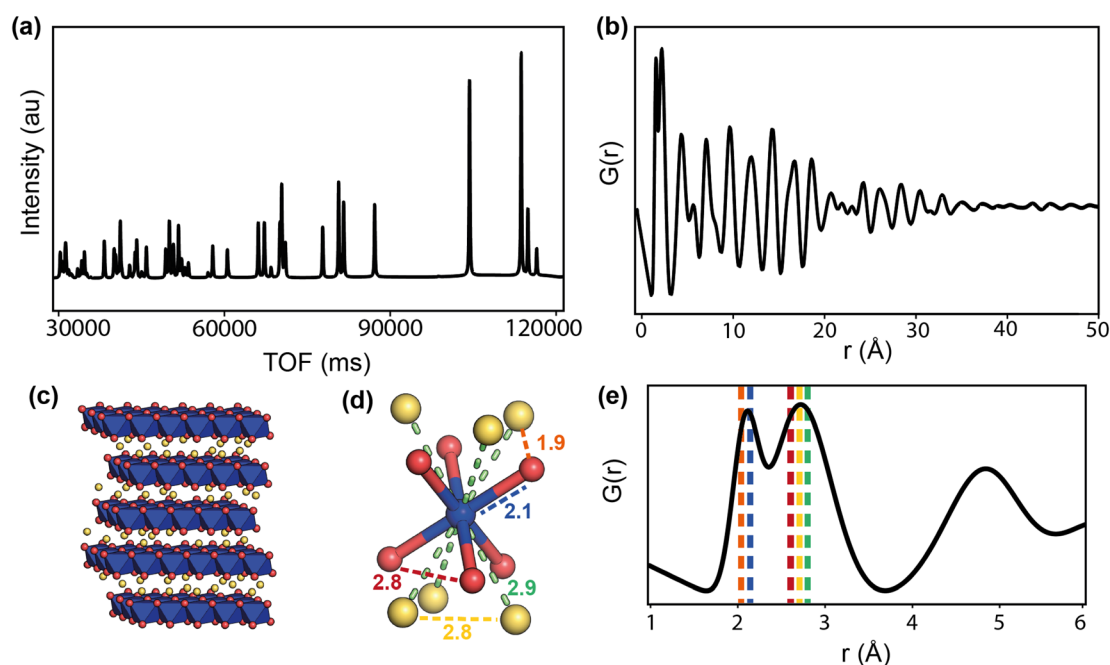 (a)
Intensity (au)
30000 60000 90000 120000
TOF (ms)
(b)
G(r)
0 10 20 30 40 50
r (Å)
(c)
(d)
1.9
2.1
2.8
2.9
2.8
(e)
G(r)
1 2 3 4 5 6
r (Å)